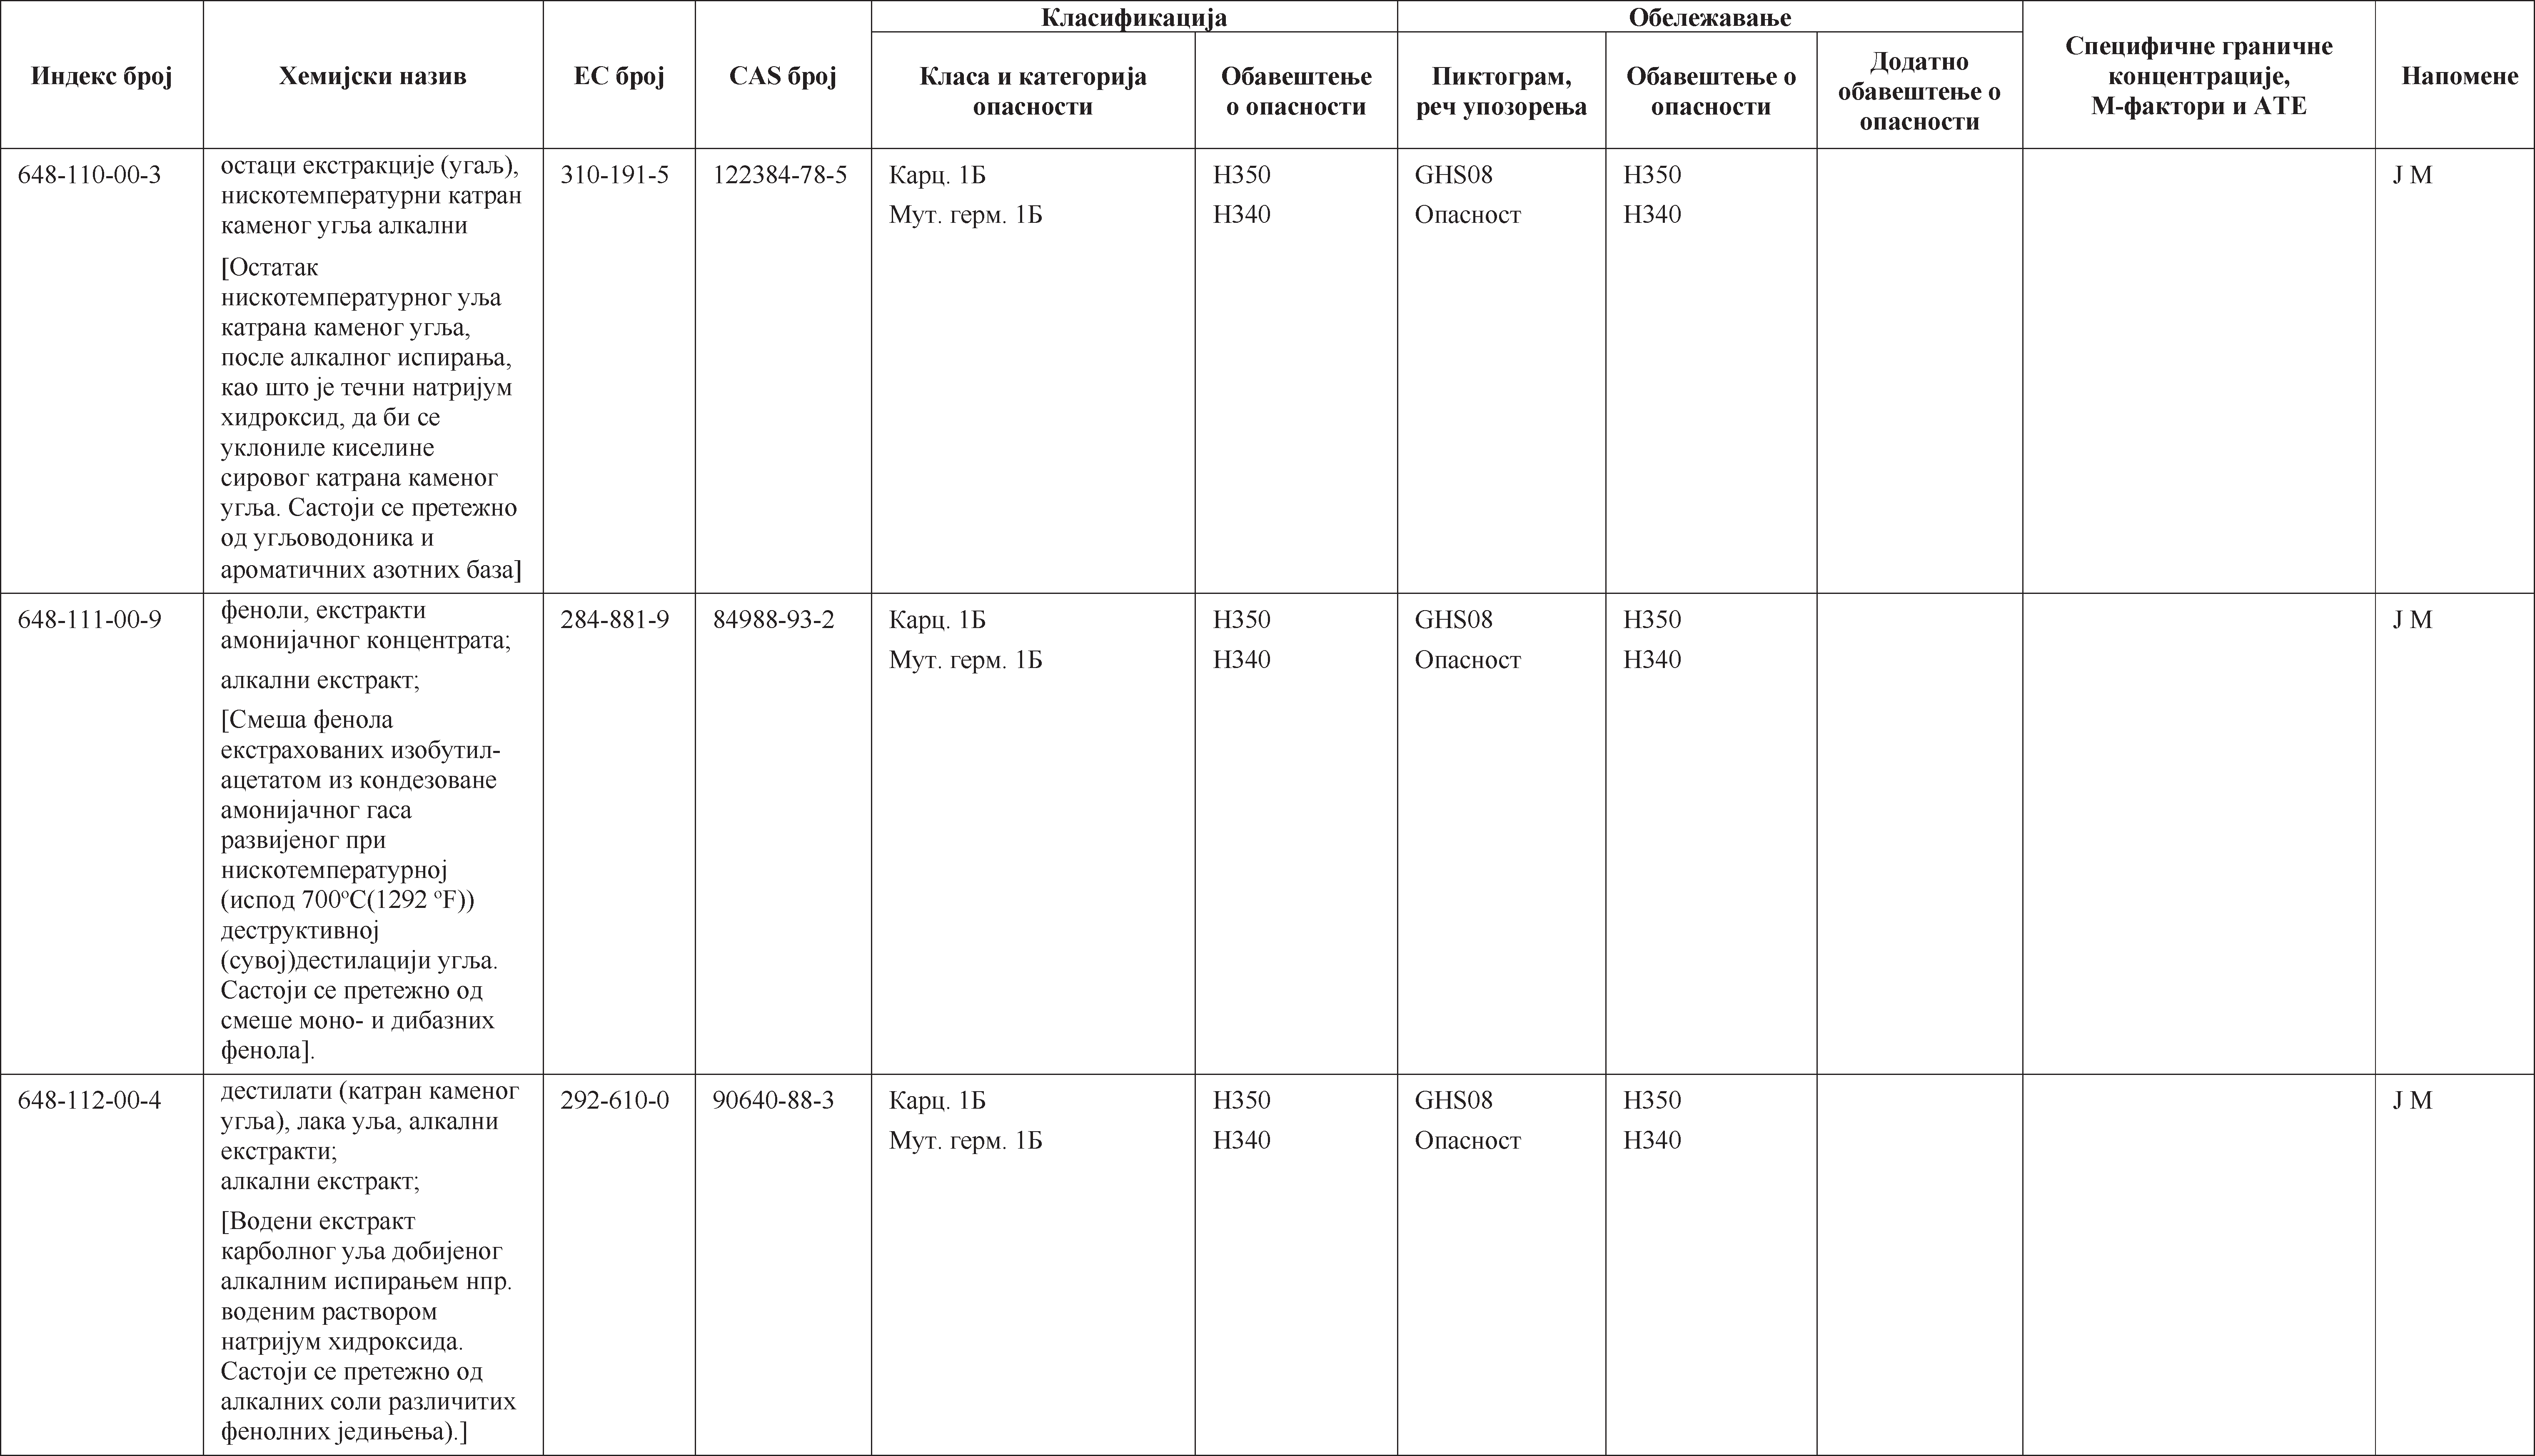 Класификација
Обележавање
Индекс број
Хемијски назив
ЕС број
CAS број
Класа и категорија
опасности
Обавештење
о опасности
Пиктограм,
реч упозорења
Обавештење о
опасности
Додатно
обавештење о
опасности
Специфичне граничне
концентрације,
М-фактори и АТЕ
Напомене
648-110-00-3
остаци екстракције (угаљ),
нискотемпературни катран
каменог угља алкални
[Остатак
нискотемпературног уља
катрана каменог угља,
после алкалног испирања,
као што је течни натријум
хидроксид, да би се
уклониле киселине
сировог катрана каменог
угља. Састоји се претежно
од угљоводоника и
ароматичних азотних база]
310-191-5
122384-78-5
Карц. 1Б
Мут. герм. 1Б
H350
H340
GHS08
Опасност
H350
H340
J M
648-111-00-9
феноли, екстракти
амонијачног концентрата;
алкални екстракт;
[Смеша фенола
екстрахованих изобутил-
ацетатом из кондезоване
амонијачног гаса
развијеног при
нискотемпературној
(испод 700ºC(1292 ºF))
деструктивној
(сувој)дестилацији угља.
Састоји се претежно од
смеше моно- и дибазних
фенола].
284-881-9
84988-93-2
Карц. 1Б
Мут. герм. 1Б
H350
H340
GHS08
Опасност
H350
H340
J M
648-112-00-4
дестилати (катран каменог
угља), лака уља, алкални
екстракти;
алкални екстракт;
[Водени екстракт
карболног уља добијеног
алкалним испирањем нпр.
воденим раствором
натријум хидроксида.
Састоји се претежно од
алкалних соли различитих
фенолних једињења).]
292-610-0
90640-88-3
Карц. 1Б
Мут. герм. 1Б
H350
H340
GHS08
Опасност
H350
H340
J M